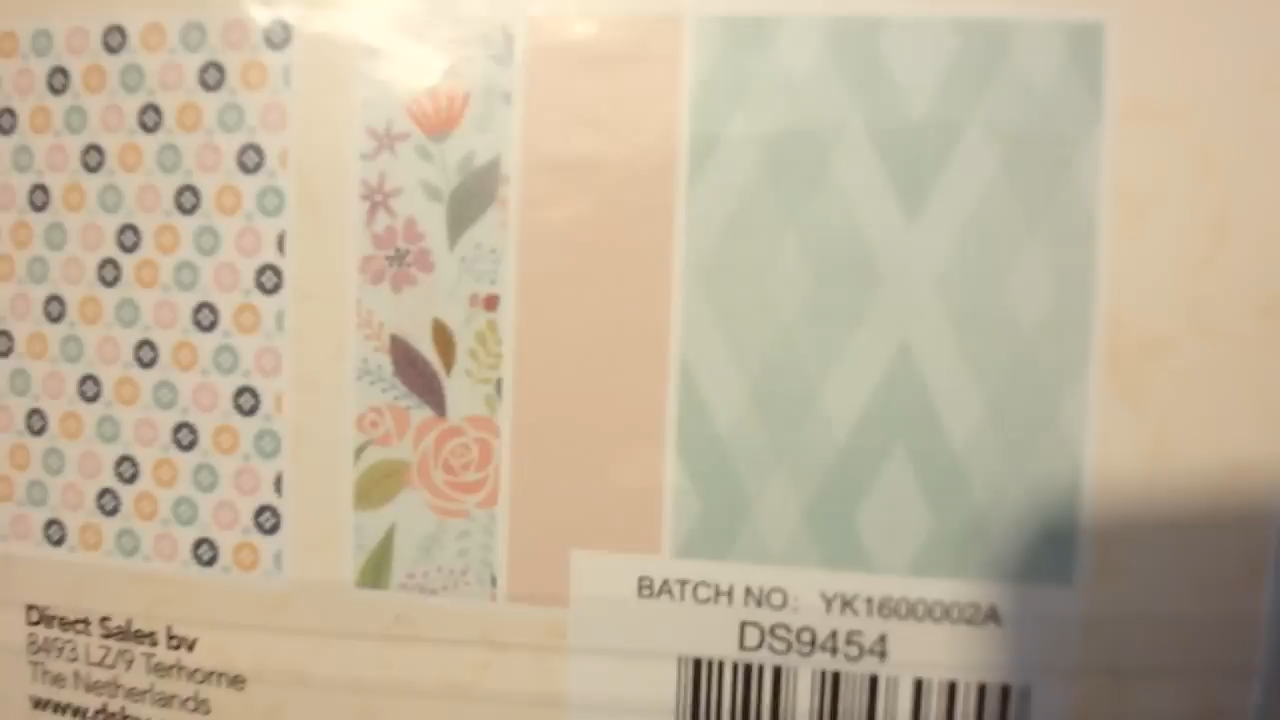 Direct Sales bv
8493 LZ/9 Terhorne
The Netherlands
BATCH NO: YK1600002A
DS9454